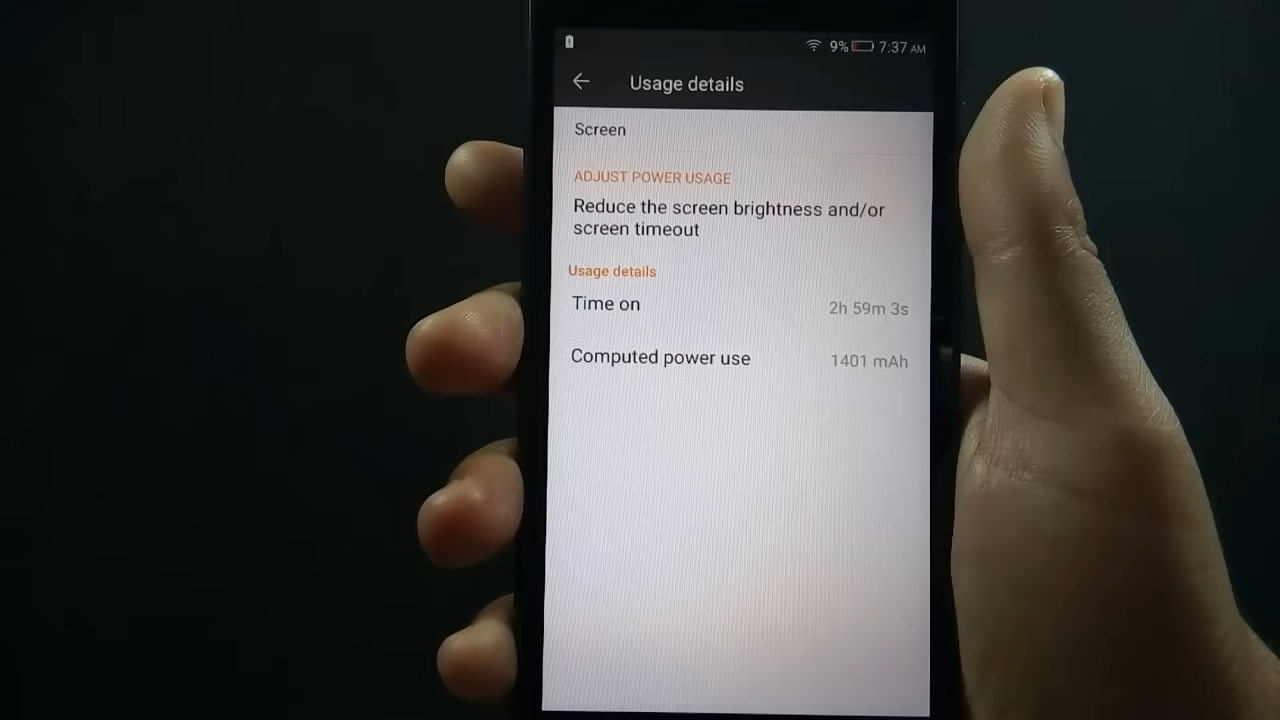 9% 7:37 AM
Usage details
Screen
ADJUST POWER USAGE
Reduce the screen brightness and/or
screen timeout
Usage details
Time on 2h 59m 3s
Computed power use 1401 mAh